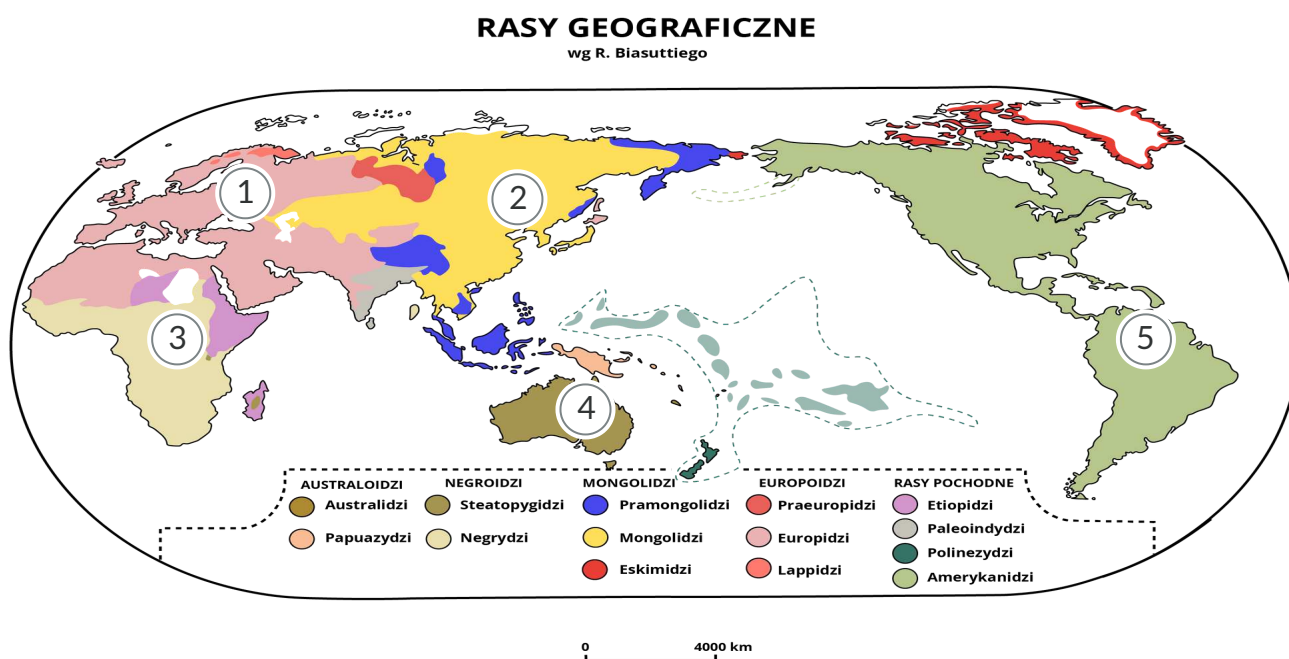 RASY GEOGRAFICZNE
wg R. Biasuttiego
1
2
3
4
5
AUSTRALOIDZI
Australidzi
Papuazydzi
NEGROIDZI
Steatopygidzi
Negrydzi
MONGOLIDZI
Pramongolidzi
Mongolidzi
Eskimidzi
EUROPOIDZI
Praeuropidzi
Europidzi
Lappidzi
RASY POCHODNE
Etiopidzi
Paleoindydzi
Polinezydzi
Amerykanidzi
0 4000 km